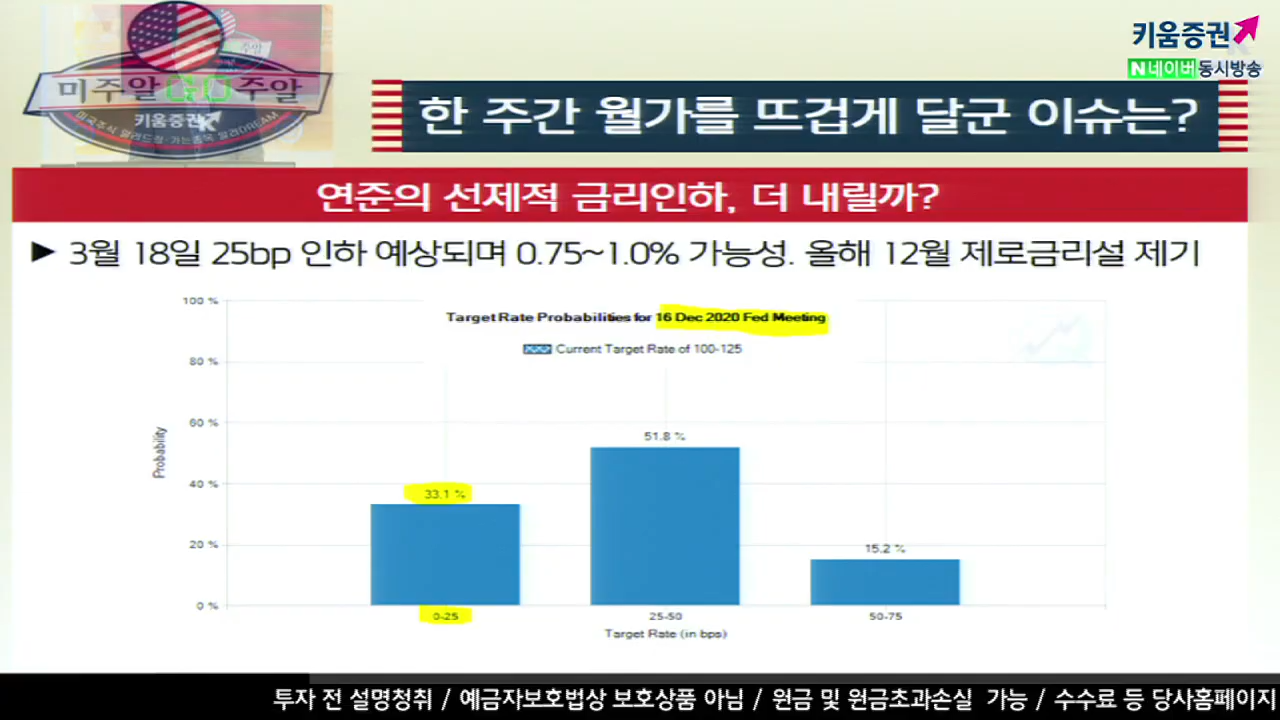 키움증권
N 네이버 동시방송
미주알GO주알
키움증권
한 주간 월가를 뜨겁게 달군 이슈는?
연준의 선제적 금리인하, 더 내릴까?
▶ 3월 18일 25bp 인하 예상되며 0.75~1.0% 가능성. 올해 12월 제로금리설 제기
Target Rate Probabilities for 16 Dec 2020 Fed Meeting
Current Target Rate of 100-125
100 %
80 %
60 %
40 %
20 %
0 %
Probability
33.1 %
51.8 %
15.2 %
0-25
25-50
50-75
Target Rate (in bps)
투자 전 설명청취 / 예금자보호법상 보호상품 아님 / 원금 및 원금초과손실 가능 / 수수료 등 당사홈페이지